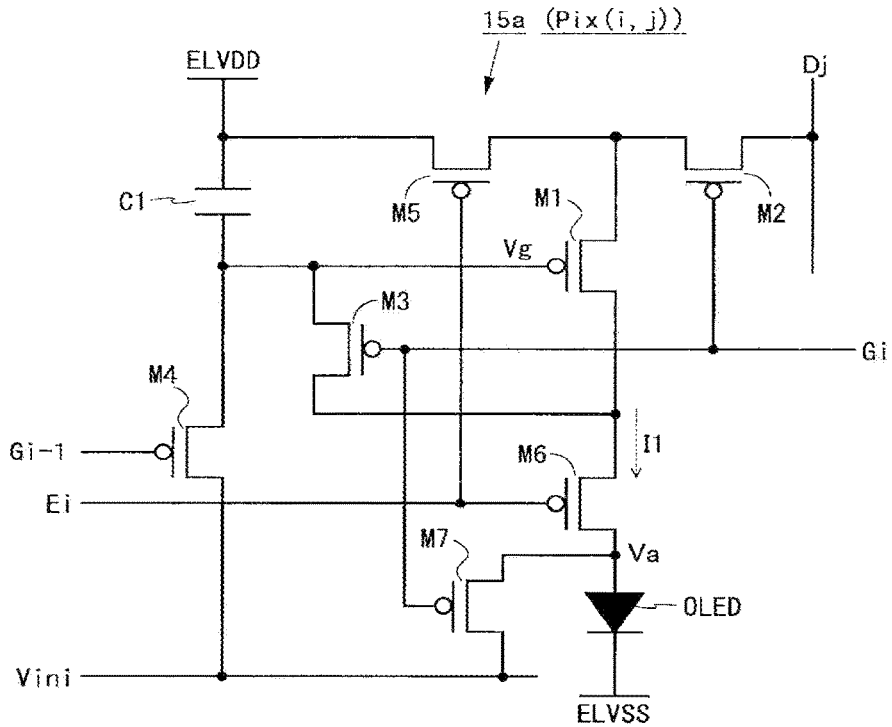 15a (Pix(i, j))
ELVDD
Dj
C1
M5
M1
M2
Vg
M3
Gi
M4
Gi-1
M6
I1
Ei
M7
Va
OLED
Vini
ELVSS